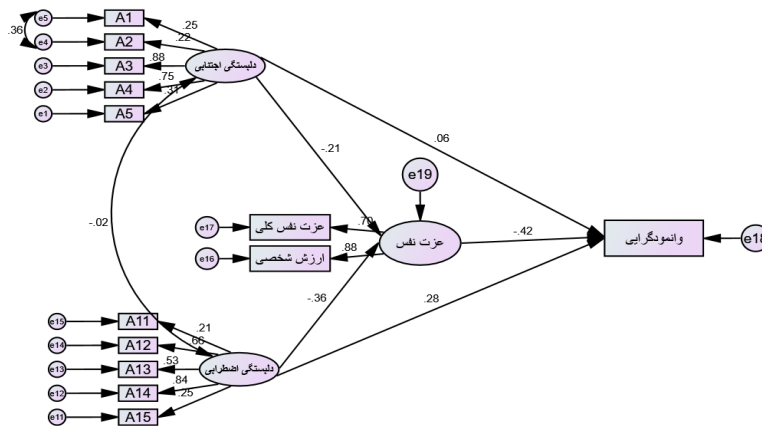 e5
A1
.25
.36
e4
A2
.22
e3
A3
.88
دلبستگی اجتنابی
e2
A4
.75
.31
e1
A5
.06
-.21
e19
-.02
e17
عزت نفس کلی
.70
عزت نفس
-.42
وانمودگرایی
e18
e16
ارزش شخصی
.88
-.36
.28
e15
A11
.21
e14
A12
.66
e13
A13
.53
دلبستگی اضطرابی
e12
A14
.84
.25
e11
A15